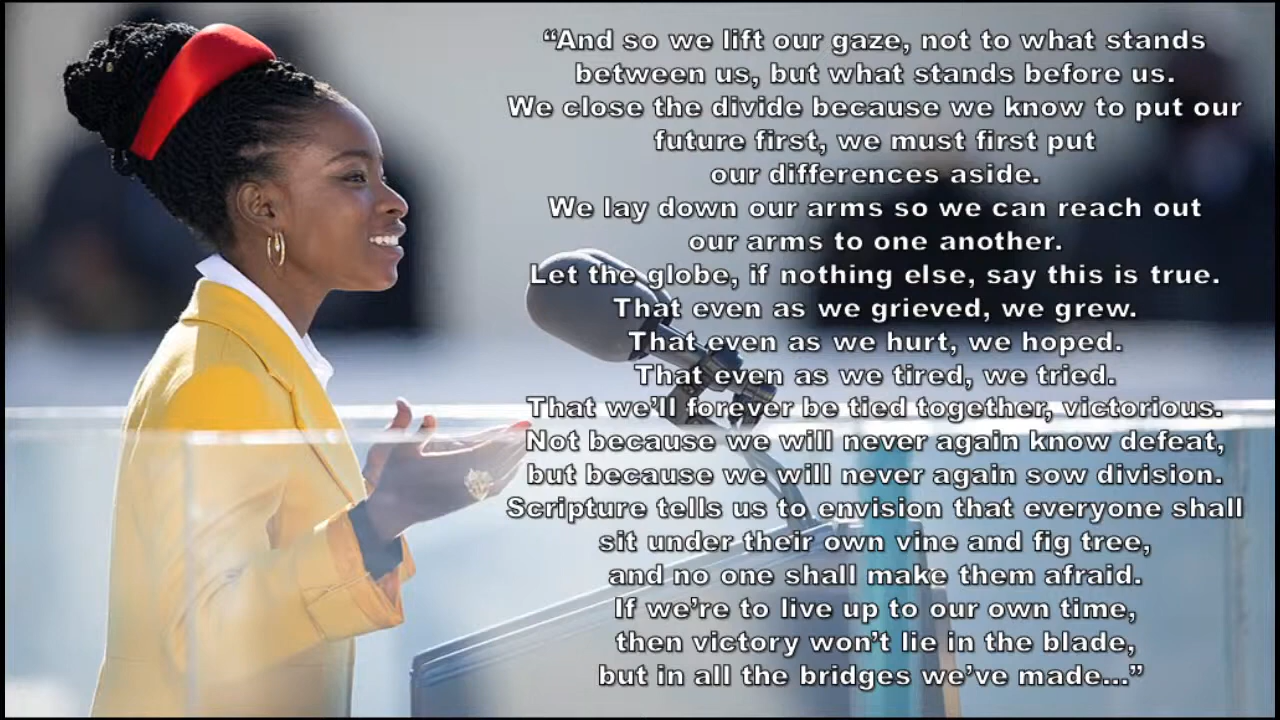 “And so we lift our gaze, not to what stands
between us, but what stands before us.
We close the divide because we know to put our
future first, we must first put
our differences aside.
We lay down our arms so we can reach out
our arms to one another.
Let the globe, if nothing else, say this is true.
That even as we grieved, we grew.
That even as we hurt, we hoped.
That even as we tired, we tried.
That we’ll forever be tied together, victorious.
Not because we will never again know defeat,
but because we will never again sow division.
Scripture tells us to envision that everyone shall
sit under their own vine and fig tree,
and no one shall make them afraid.
If we’re to live up to our own time,
then victory won’t lie in the blade,
but in all the bridges we’ve made...”